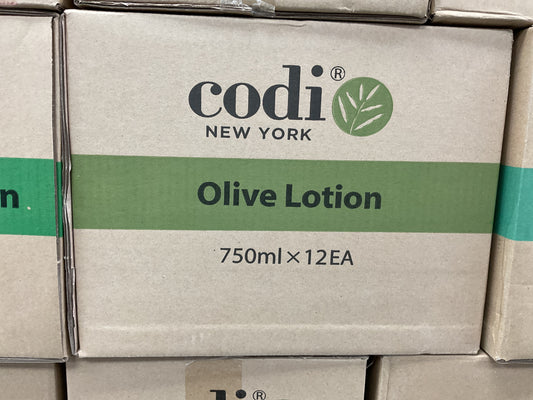 codi®
NEW YORK
Olive Lotion
750ml×12EA
n
®